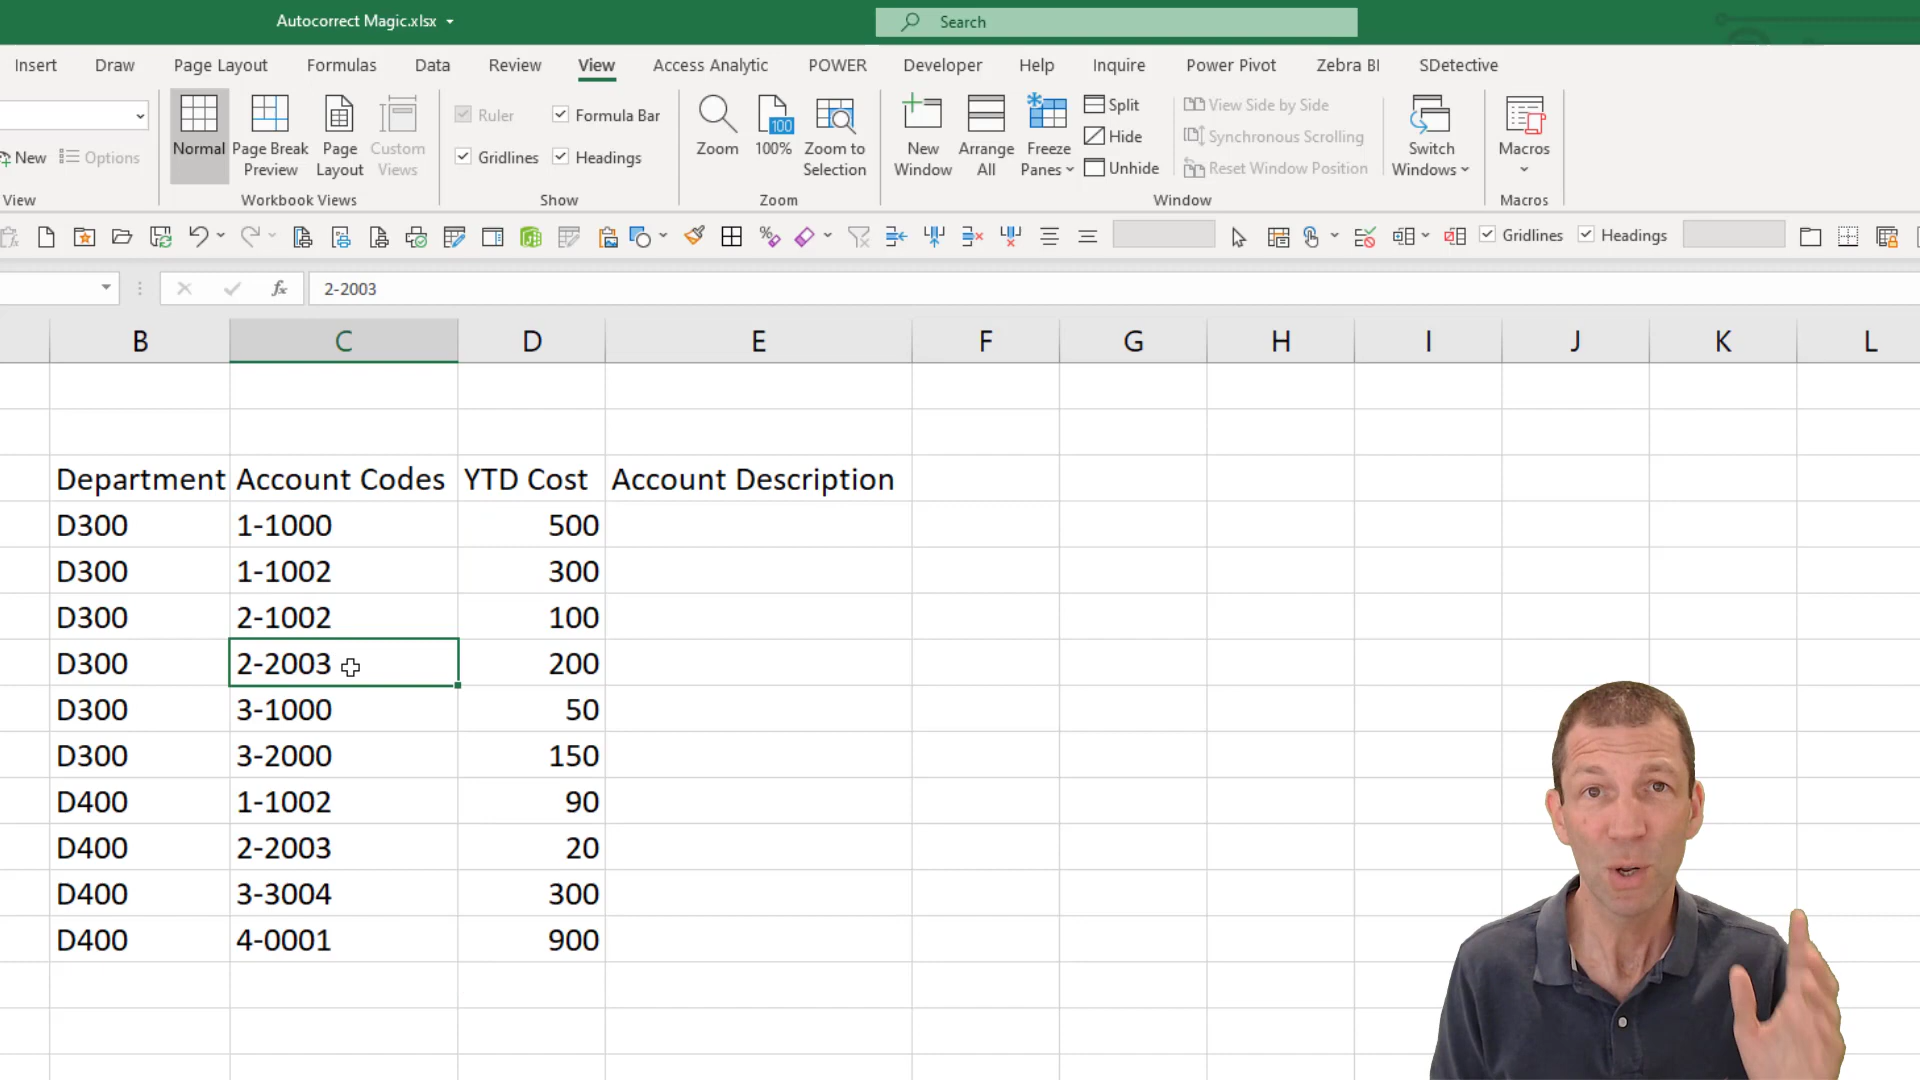 Autocorrect Magic.xlsx
Search
Insert Draw Page Layout Formulas Data Review View Access Analytic POWER Developer Help Inquire Power Pivot Zebra BI SDetective
New Options
View
Normal
Page Break Preview
Page Layout
Custom Views
Workbook Views
Ruler Formula Bar
Gridlines Headings
Show
Zoom
100
100%
Zoom to Selection
Zoom
New Window
Arrange All
Freeze Panes
Split
Hide
Unhide
View Side by Side
Synchronous Scrolling
Reset Window Position
Window
Switch Windows
Macros
Macros
Gridlines Headings
fx 2-2003
B C D E F G H I J K L
Department Account Codes YTD Cost Account Description
D300 1-1000 500
D300 1-1002 300
D300 2-1002 100
D300 2-2003 200
D300 3-1000 50
D300 3-2000 150
D400 1-1002 90
D400 2-2003 20
D400 3-3004 300
D400 4-0001 900